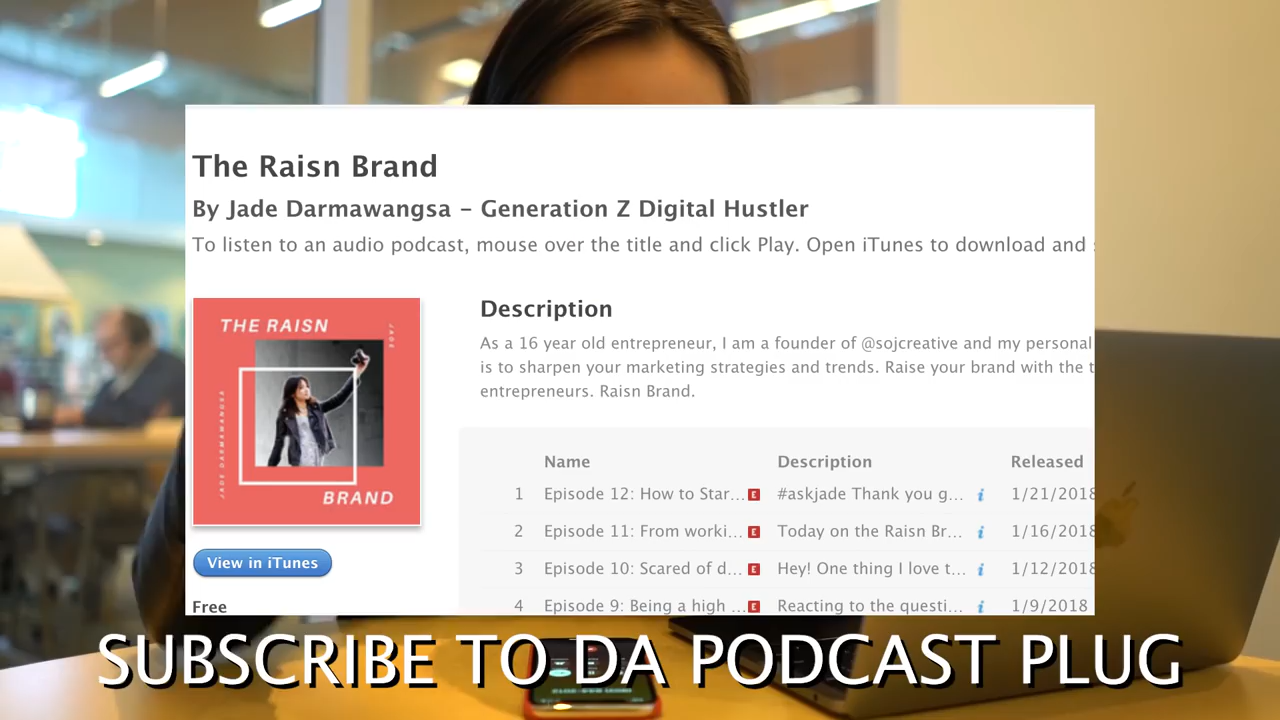 The Raisn Brand
By Jade Darmawangsa – Generation Z Digital Hustler
To listen to an audio podcast, mouse over the title and click Play. Open iTunes to download and
THE RAISN
JADE DARMAWANGSA
BRAND
View in iTunes
Free
Description
As a 16 year old entrepreneur, I am a founder of @sojcreative and my personal
is to sharpen your marketing strategies and trends. Raise your brand with the t
entrepreneurs. Raisn Brand.
Name Description Released
1 Episode 12: How to Star... E #askjade Thank you g... i 1/21/2018
2 Episode 11: From worki... E Today on the Raisn Br... i 1/16/2018
3 Episode 10: Scared of d... E Hey! One thing I love t... i 1/12/2018
4 Episode 9: Being a high ... E Reacting to the questi... i 1/9/2018
SUBSCRIBE TO DA PODCAST PLUG